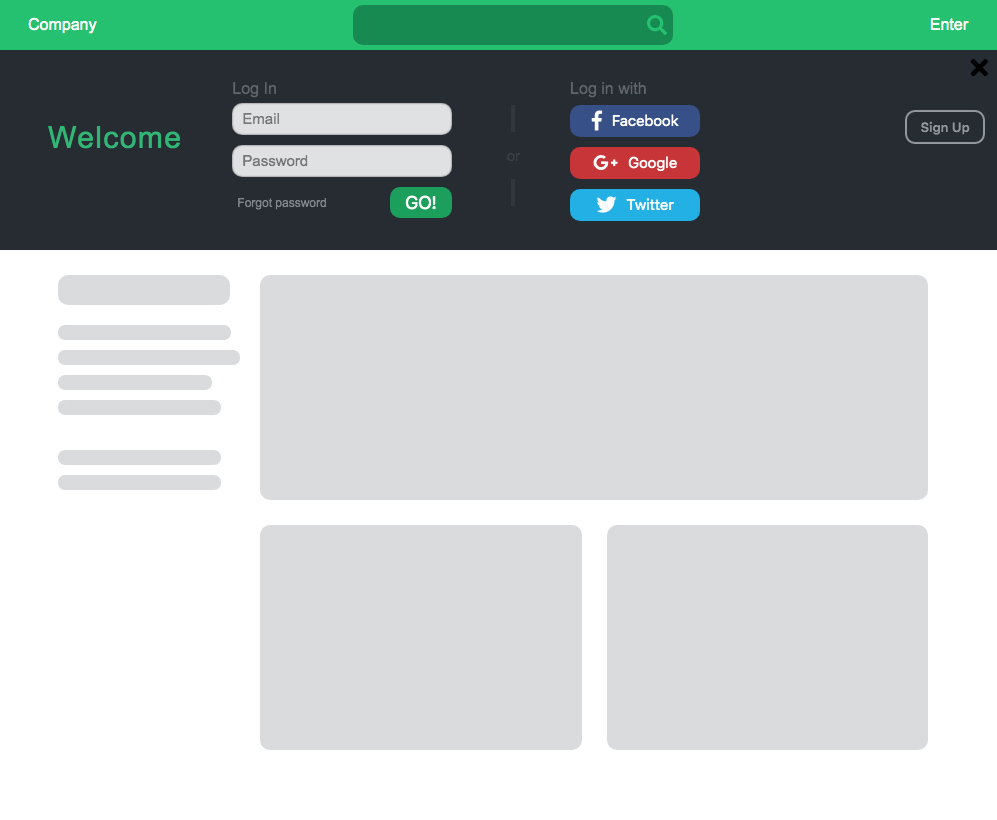 Company
Enter
Welcome
Log In
Email
Password
Forgot password
GO!
or
Log in with
Facebook
G+ Google
Twitter
Sign Up